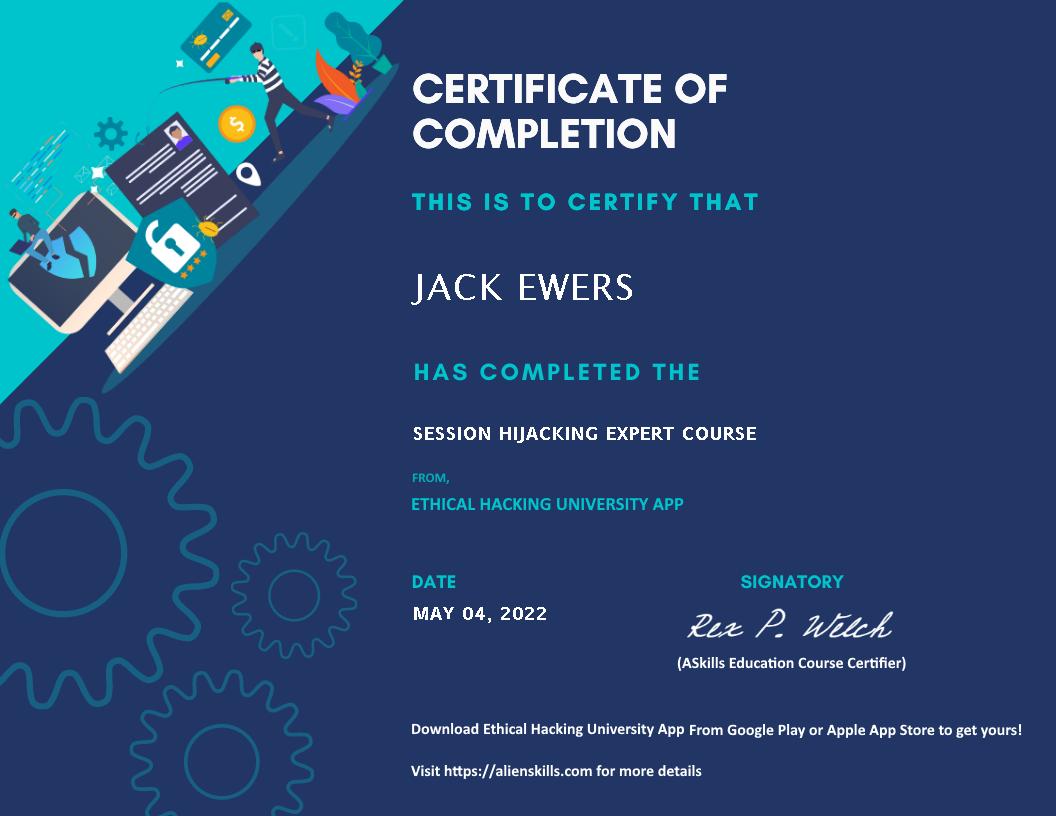 CERTIFICATE OF
COMPLETION
THIS IS TO CERTIFY THAT
JACK EWERS
HAS COMPLETED THE
SESSION HIJACKING EXPERT COURSE
FROM,
ETHICAL HACKING UNIVERSITY APP
DATE
MAY 04, 2022
SIGNATORY
Rex P. Welch
(ASkills Education Course Certifier)
Download Ethical Hacking University App From Google Play or Apple App Store to get yours!
Visit https://alienskills.com for more details